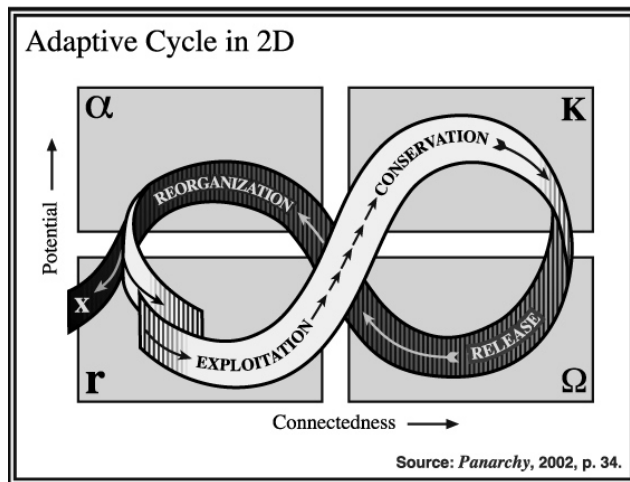 Adaptive Cycle in 2D
α
K
REORGANIZATION
CONSERVATION
Potential
x
EXPLOITATION
RELEASE
r
Ω
Connectedness
Source: Panarchy, 2002, p. 34.